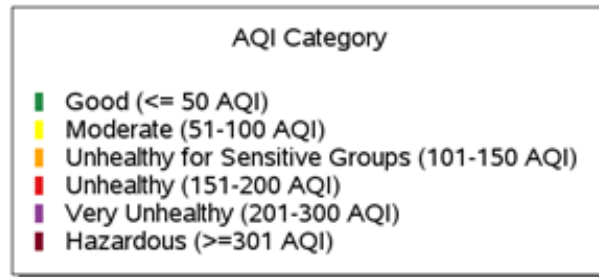 AQI Category
Good (<= 50 AQI)
Moderate (51-100 AQI)
Unhealthy for Sensitive Groups (101-150 AQI)
Unhealthy (151-200 AQI)
Very Unhealthy (201-300 AQI)
Hazardous (>=301 AQI)